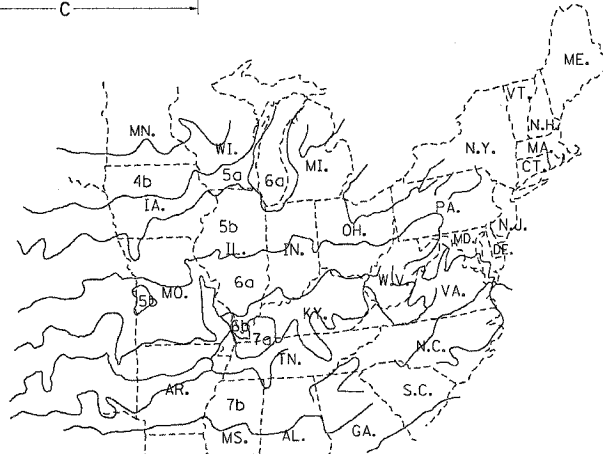 C
ME.
VT.
N.H.
MN.
WI.
N.Y.
MA.
CT.
MI.
4b
5a
6a
IA.
PA.
5b
OH.
N.J.
IL.
IN.
MD.
DE.
W.V.
6a
MO.
VA.
5b
KY.
6b
7a
N.C.
TN.
AR.
S.C.
7b
MS.
AL.
GA.